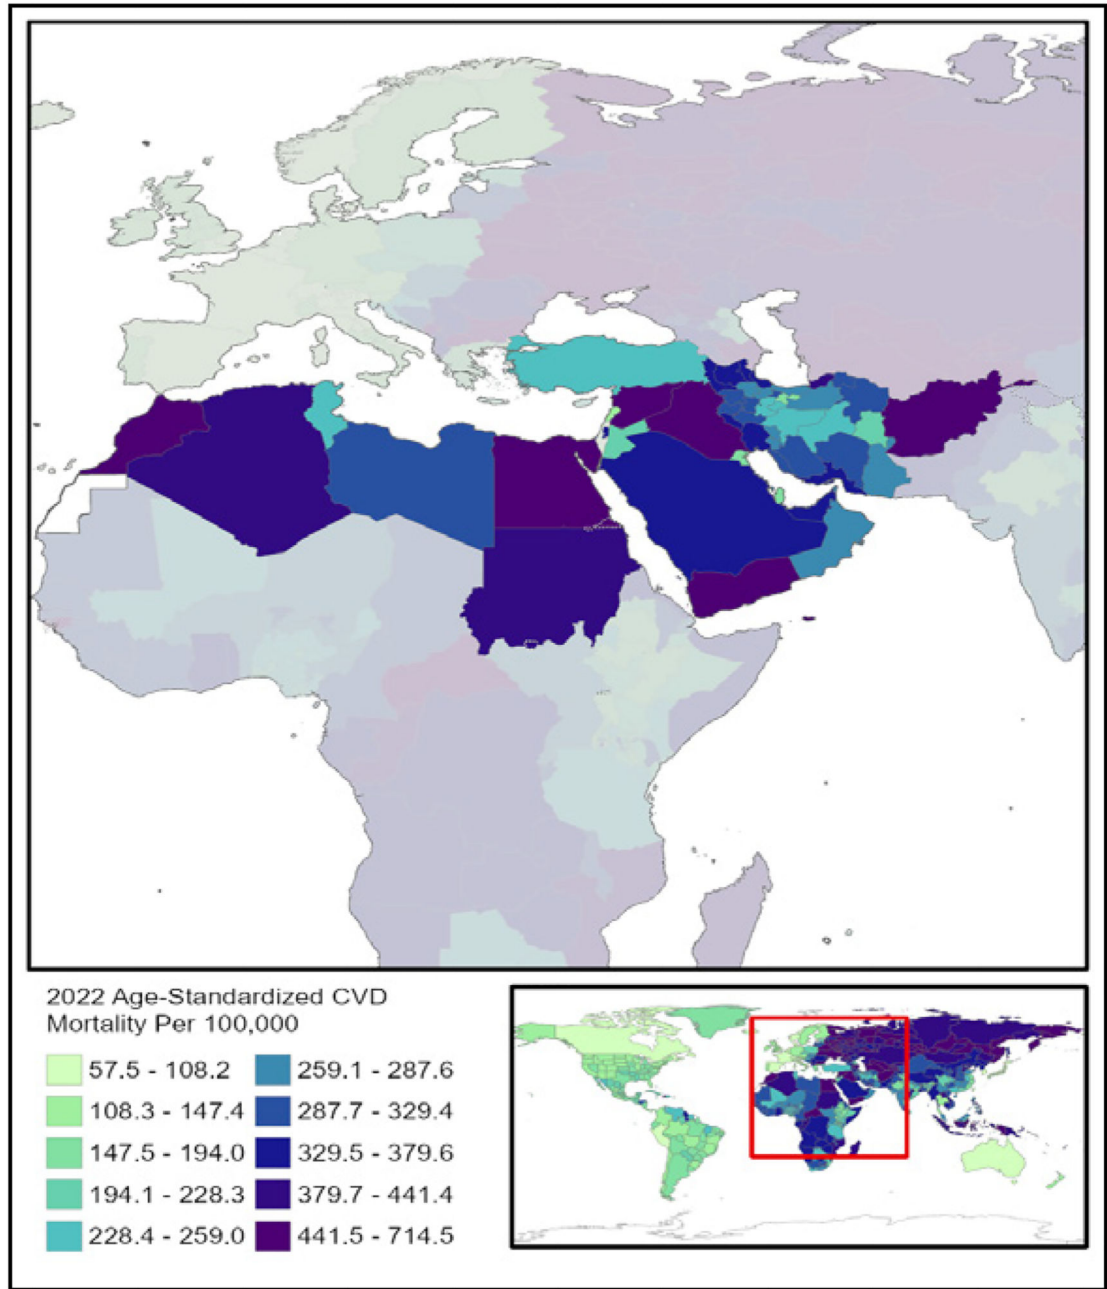 2022 Age-Standardized CVD
Mortality Per 100,000
57.5 - 108.2
108.3 - 147.4
147.5 - 194.0
194.1 - 228.3
228.4 - 259.0
259.1 - 287.6
287.7 - 329.4
329.5 - 379.6
379.7 - 441.4
441.5 - 714.5